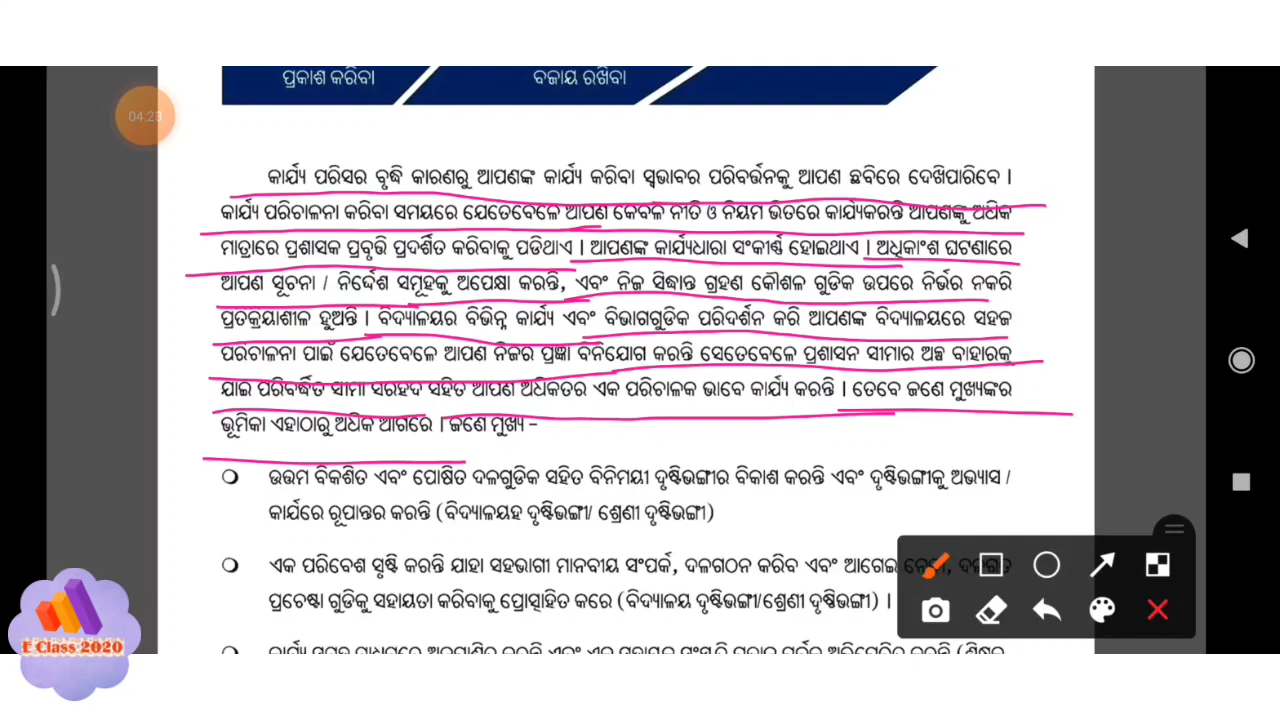 ପ୍ରକାଶ କରିବା
ବଜାୟ ରଖିବା
04:23
କାର୍ଯ୍ୟ ପରିସର ବୃଦ୍ଧି କାରଣରୁ ଆପଣଙ୍କ କାର୍ଯ୍ୟ କରିବା ସ୍ୱଭାବର ପରିବର୍ତ୍ତନକୁ ଆପଣ ଛବିରେ ଦେଖିପାରିବେ ।
କାର୍ଯ୍ୟ ପରିଚାଳନା କରିବା ସମୟରେ ଯେତେବେଳେ ଆପଣ କେବଳ ନୀତି ଓ ନିୟମ ଭିତରେ କାର୍ଯ୍ୟକରନ୍ତି ଆପଣଙ୍କୁ ଅଧିକ
ମାତ୍ରାରେ ପ୍ରଶାସକ ପ୍ରବୃତ୍ତି ପ୍ରଦର୍ଶିତ କରିବାକୁ ପଡିଥାଏ । ଆପଣଙ୍କ କାର୍ଯ୍ୟଧାରା ସଂକୀର୍ଣ୍ଣ ହୋଇଥାଏ । ଅଧିକାଂଶ ଘଟଣାରେ
ଆପଣ ସୂଚନା / ନିର୍ଦ୍ଦେଶ ସମୂହକୁ ଅପେକ୍ଷା କରନ୍ତି, ଏବଂ ନିଜ ସିଦ୍ଧାନ୍ତ ଗ୍ରହଣ କୌଶଳ ଗୁଡିକ ଉପରେ ନିର୍ଭର ନକରି
ପ୍ରତକ୍ରୟାଶୀଳ ହୁଅନ୍ତି । ବିଦ୍ୟାଳୟର ବିଭିନ୍ନ କାର୍ଯ୍ୟ ଏବଂ ବିଭାଗଗୁଡିକ ପରିଦର୍ଶନ କରି ଆପଣଙ୍କ ବିଦ୍ୟାଳୟରେ ସହଜ
ପରିଚାଳନା ପାଇଁ ଯେତେବେଳେ ଆପଣ ନିଜର ପ୍ରଜ୍ଞା ବିନିଯୋଗ କରନ୍ତି ସେତେବେଳେ ପ୍ରଶାସନ ସୀମାର ଅଳ୍ପ ବାହାରକୁ
ଯାଇ ପରିବର୍ଦ୍ଧିତ ସୀମା ସରହଦ ସହିତ ଆପଣ ଅଧିକତର ଏକ ପରିଚାଳକ ଭାବେ କାର୍ଯ୍ୟ କରନ୍ତି । ତେବେ ଜଣେ ମୁଖ୍ୟଙ୍କର
ଭୂମିକା ଏହାଠାରୁ ଅଧିକ ଆଗରେ । ଜଣେ ମୁଖ୍ୟ –
ଉତ୍ତମ ବିକଶିତ ଏବଂ ପୋଷିତ ଦଳଗୁଡିକ ସହିତ ବିନିମୟୀ ଦୃଷ୍ଟିଭଙ୍ଗୀର ବିକାଶ କରନ୍ତି ଏବଂ ଦୃଷ୍ଟିଭଙ୍ଗୀକୁ ଅଭ୍ୟାସ /
କାର୍ଯରେ ରୂପାନ୍ତର କରନ୍ତି (ବିଦ୍ୟାଳୟହ ଦୃଷ୍ଟିଭଙ୍ଗୀ/ ଶ୍ରେଣୀ ଦୃଷ୍ଟିଭଙ୍ଗୀ)
ଏକ ପରିବେଶ ସୃଷ୍ଟି କରନ୍ତି ଯାହା ସହଭାଗୀ ମାନବୀୟ ସଂପର୍କ, ଦଳଗଠନ କରିବ ଏବଂ ଆଗେଇ
ପ୍ରଚେଷ୍ଟା ଗୁଡିକୁ ସହାୟତା କରିବାକୁ ପ୍ରୋତ୍ସାହିତ କରେ (ବିଦ୍ୟାଳୟ ଦୃଷ୍ଟିଭଙ୍ଗୀ/ଶ୍ରେଣୀ ଦୃଷ୍ଟିଭଙ୍ଗୀ) ।
E Class 2020